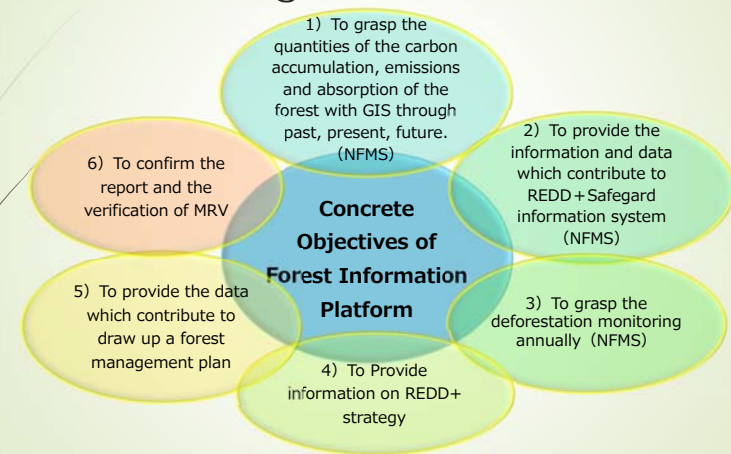 1）To grasp the
quantities of the carbon
accumulation, emissions
and absorption of the
forest with GIS through
past, present, future.
（NFMS）
2）To provide the
information and data
which contribute to
REDD+Safegard
information system
（NFMS）
3）To grasp the
deforestation monitoring
annually（NFMS）
4）To Provide
information on REDD+
strategy
5）To provide the data
which contribute to
draw up a forest
management plan
6）To confirm the
report and the
verification of MRV
Concrete
Objectives of
Forest Information
Platform